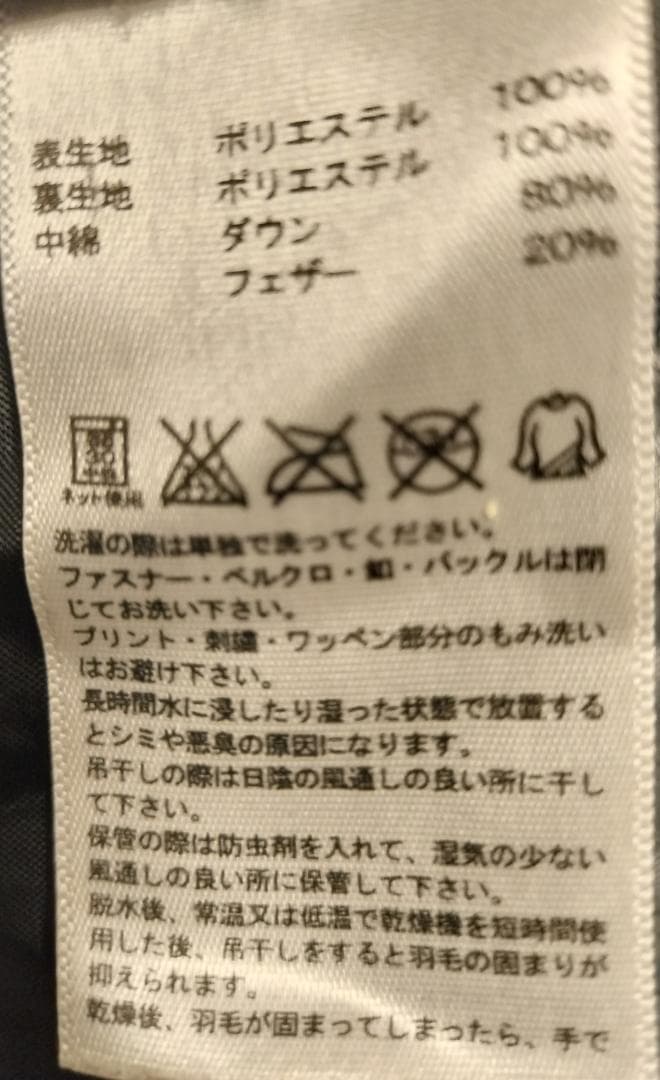 表生地 ポリエステル 100%
裏生地 ポリエステル 100%
中綿 ダウン 80%
フェザー 20%
ネット使用
洗濯の際は単独で洗ってください。
ファスナー・ベルクロ・釦・バックルは閉
じてお洗い下さい。
プリント・刺繍・ワッペン部分のもみ洗い
はお避け下さい。
長時間水に浸したり湿った状態で放置する
とシミや悪臭の原因になります。
吊干しの際は日陰の風通しの良い所に干し
て下さい。
保管の際は防虫剤を入れて、湿気の少ない
風通しの良い所に保管して下さい。
脱水後、常温又は低温で乾燥機を短時間使
用した後、吊干しをすると羽毛の固まりが
抑えられます。
乾燥後、羽毛が固まってしまったら、手で